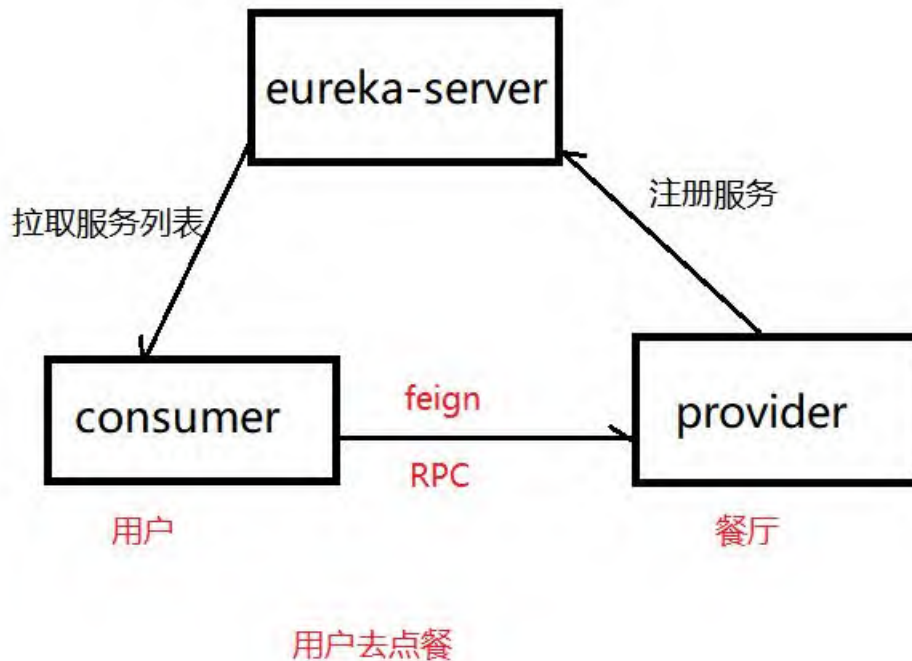 eureka-server
拉取服务列表
注册服务
consumer
feign
RPC
provider
用户
餐厅
用户去点餐